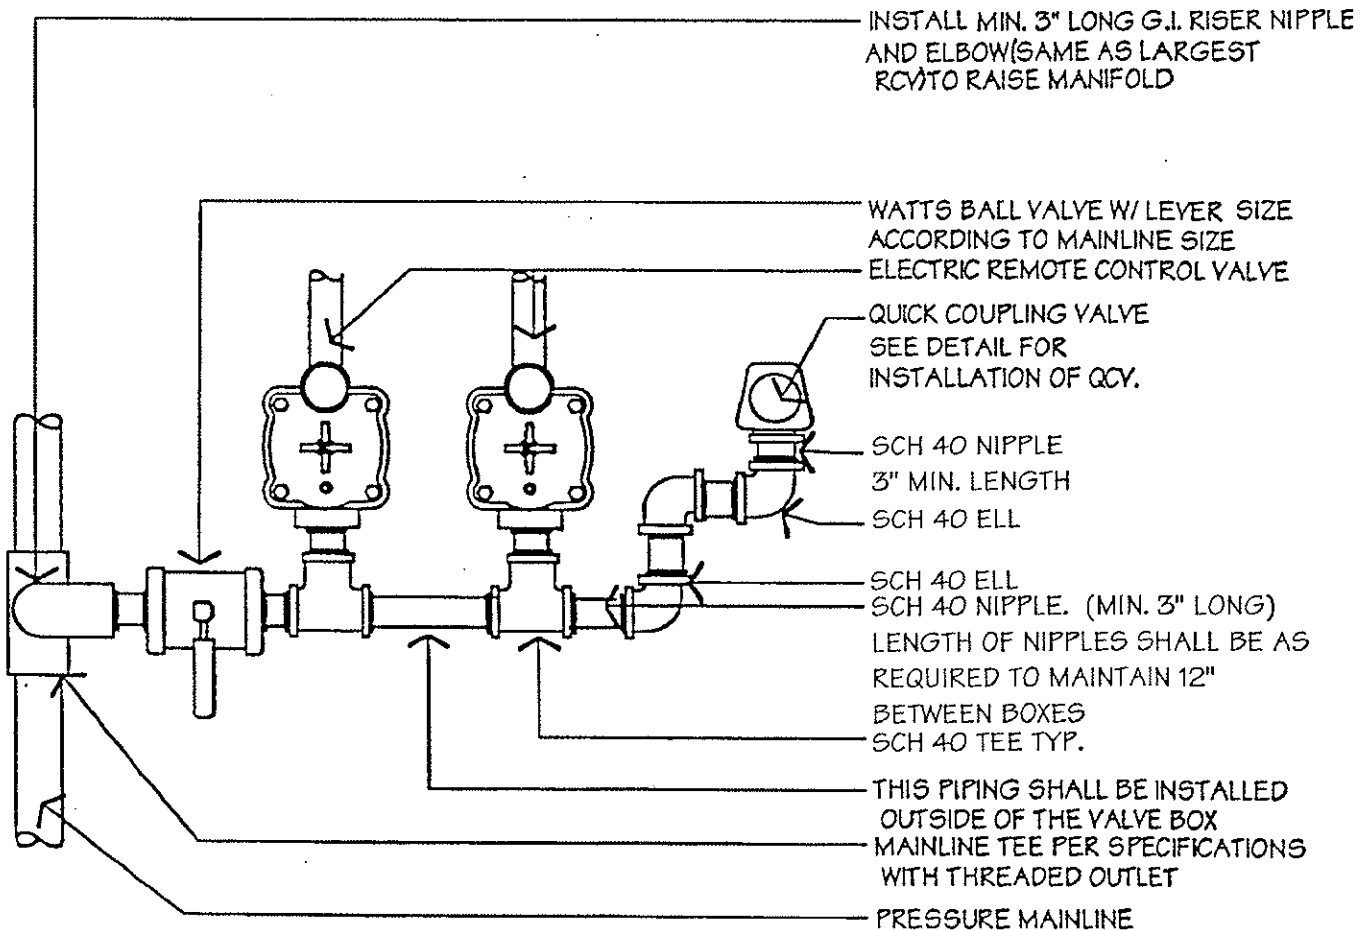 INSTALL MIN. 3" LONG G.I. RISER NIPPLE
AND ELBOW(SAME AS LARGEST
RCV)TO RAISE MANIFOLD
WATTS BALL VALVE W/ LEVER SIZE
ACCORDING TO MAINLINE SIZE
ELECTRIC REMOTE CONTROL VALVE
QUICK COUPLING VALVE
SEE DETAIL FOR
INSTALLATION OF QCV.
SCH 40 NIPPLE
3" MIN. LENGTH
SCH 40 ELL
SCH 40 ELL
SCH 40 NIPPLE. (MIN. 3" LONG)
LENGTH OF NIPPLES SHALL BE AS
REQUIRED TO MAINTAIN 12"
BETWEEN BOXES
SCH 40 TEE TYP.
THIS PIPING SHALL BE INSTALLED
OUTSIDE OF THE VALVE BOX
MAINLINE TEE PER SPECIFICATIONS
WITH THREADED OUTLET
PRESSURE MAINLINE